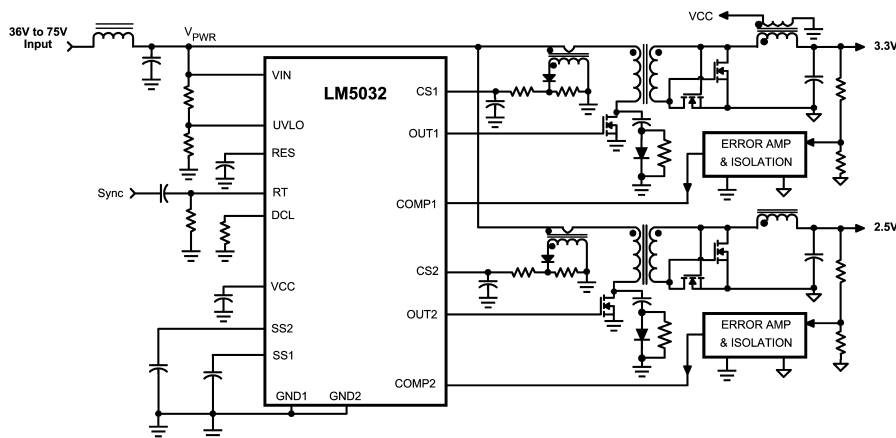 VCC
36V to 75V
Input
VPWR
3.3V
VIN
LM5032
CS1
UVLO
OUT1
RES
ERROR AMP
& ISOLATION
Sync
RT
COMP1
DCL
2.5V
CS2
VCC
OUT2
SS2
ERROR AMP
& ISOLATION
SS1
COMP2
GND1
GND2